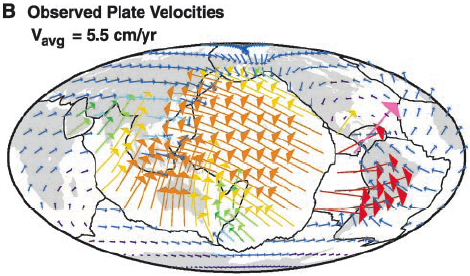 B Observed Plate Velocities
Vavg = 5.5 cm/yr